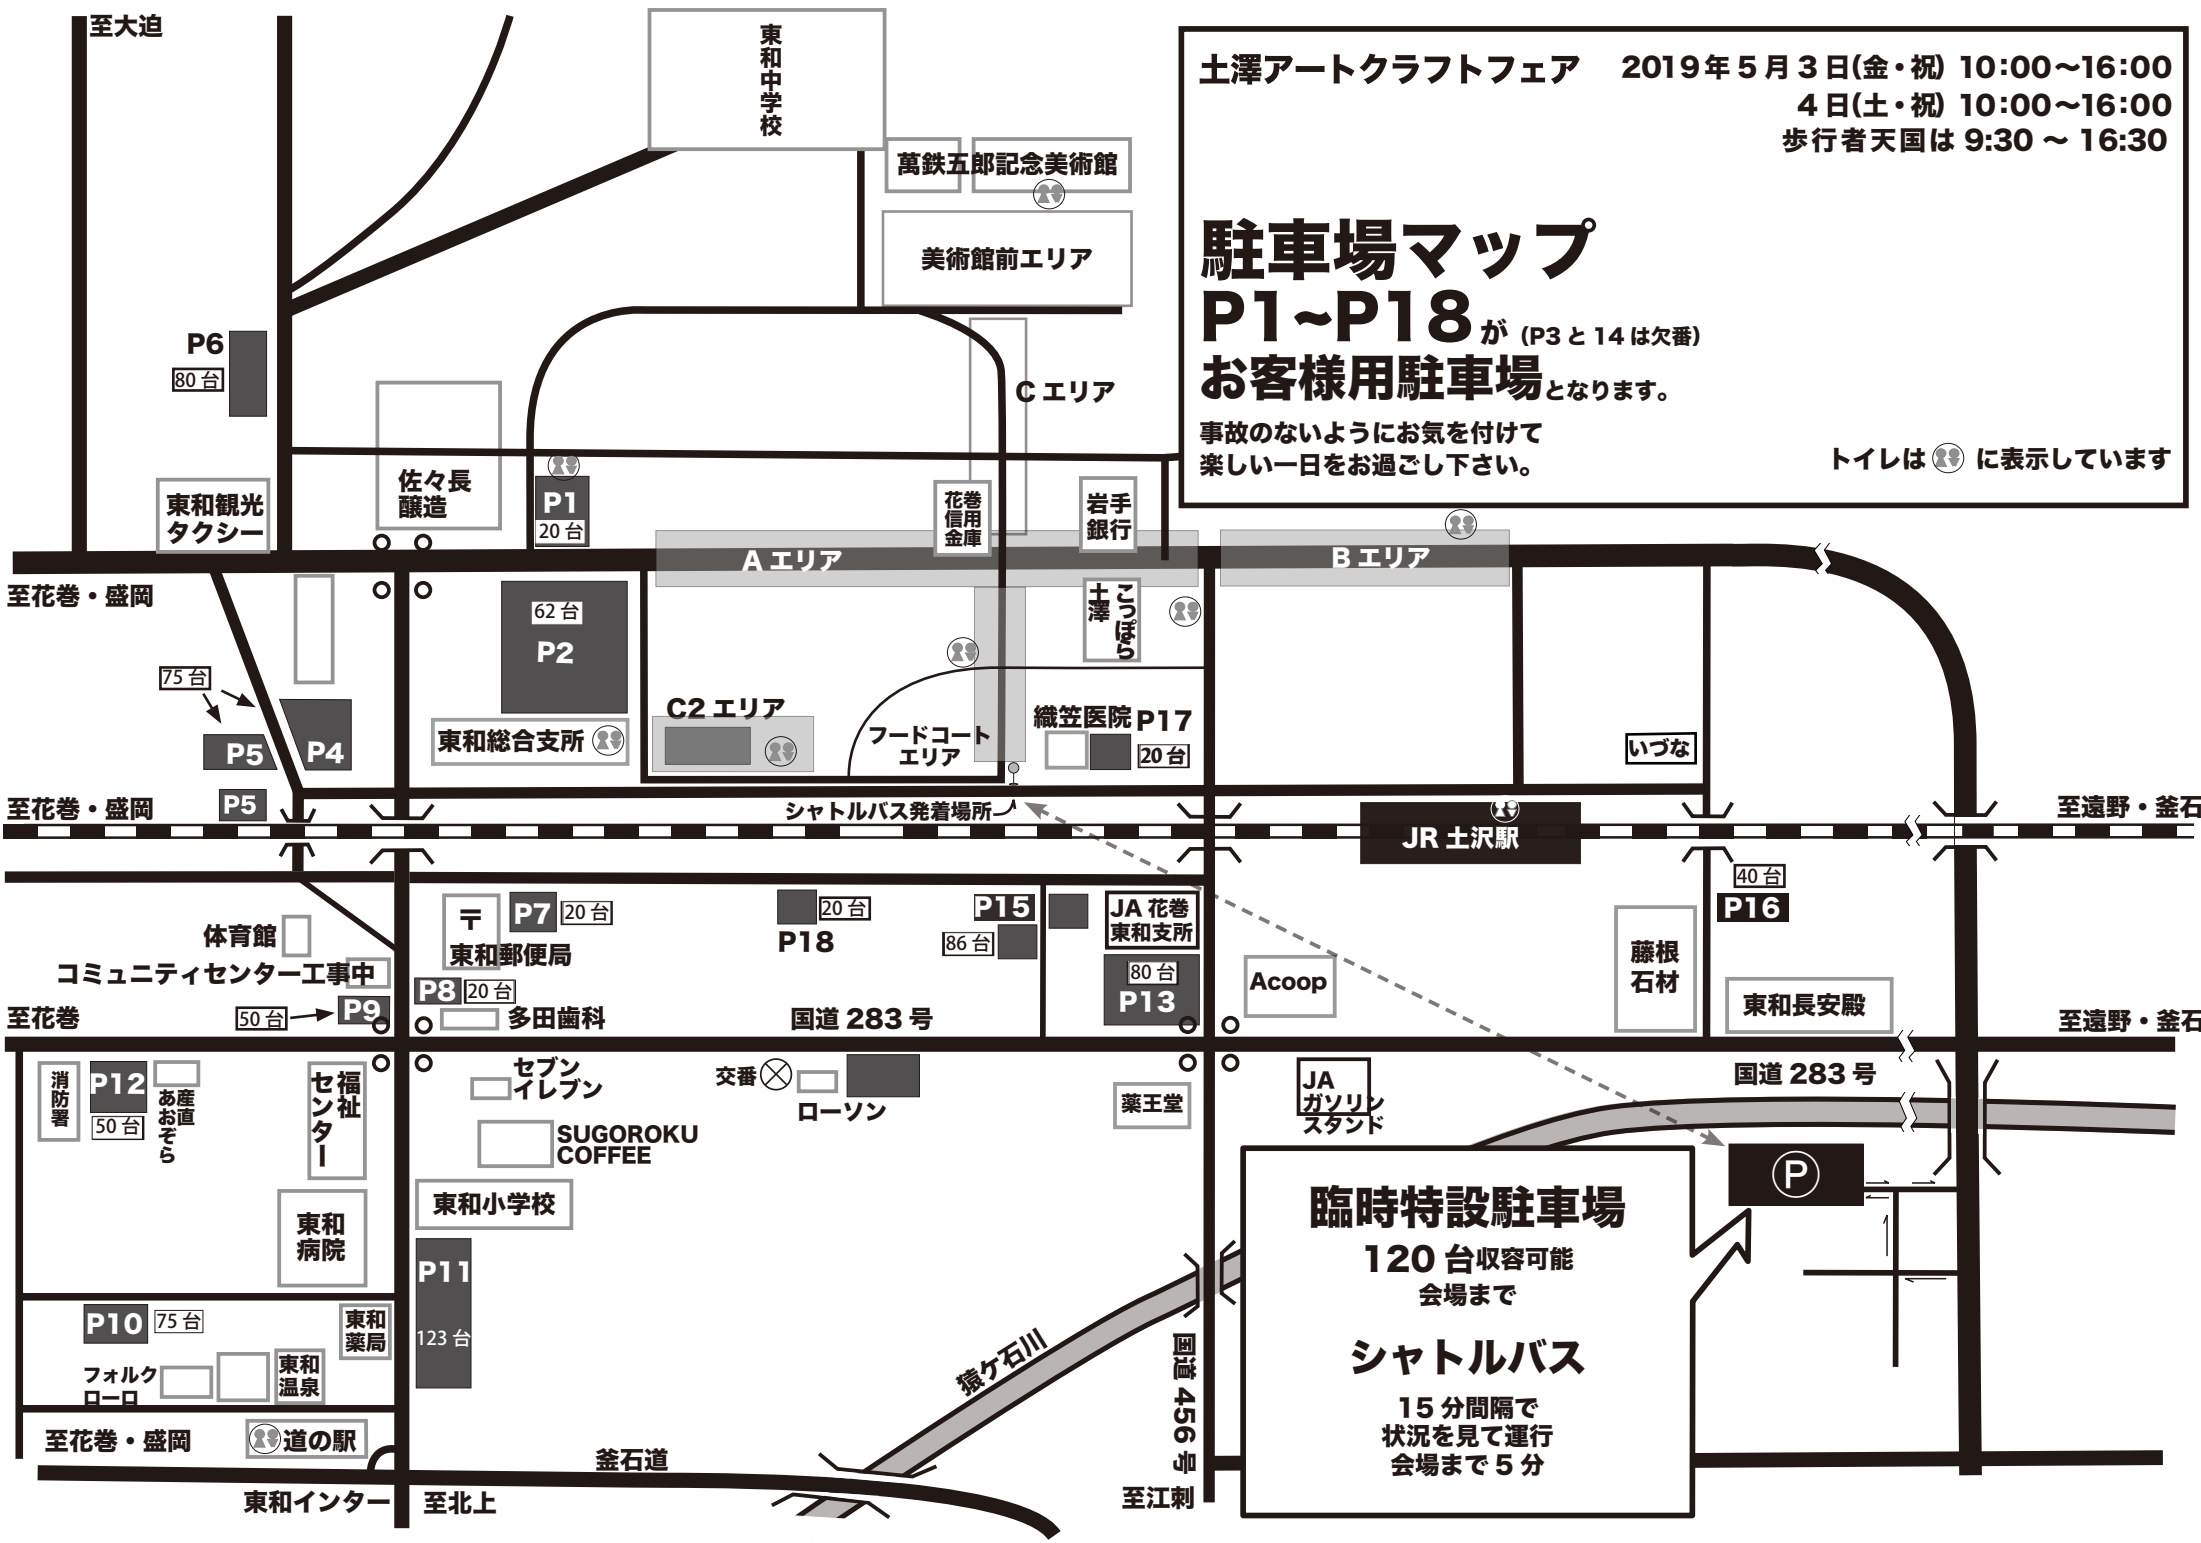 至大迫
東和中学校
萬鉄五郎記念美術館
美術館前エリア
土澤アートクラフトフェア 2019年5月3日(金・祝) 10:00〜16:00
4日(土・祝) 10:00〜16:00
歩行者天国は 9:30 〜 16:30
駐車場マップ
P1~P18が (P3と14は欠番)
お客様用駐車場となります。
事故のないようにお気を付けて
楽しい一日をお過ごし下さい。
トイレは に表示しています
P6
80台
Cエリア
東和観光
タクシー
佐々長
醸造
P1
20台
花巻
信用
金庫
岩手
銀行
Aエリア
Bエリア
至花巻・盛岡
62台
P2
土澤
こっぽら
75台
P5
P4
東和総合支所
C2エリア
フードコート
エリア
織笠医院
P17
20台
いづな
至花巻・盛岡
P5
シャトルバス発着場所
JR土沢駅
至遠野・釜石
体育館
コミュニティセンター工事中
〒
東和郵便局
P7
20台
20台
P18
P15
86台
JA花巻
東和支所
80台
P13
Acoop
藤根
石材
40台
P16
東和長安殿
P8
20台
P9
50台
多田歯科
至花巻
国道283号
至遠野・釜石
国道283号
消防署
P12
50台
産直
あおぞら
福祉
センター
セブン
イレブン
交番
ローソン
薬王堂
JA
ガソリン
スタンド
SUGOROKU
COFFEE
東和
病院
東和小学校
P11
123台
P10
75台
東和
薬局
フォルク
ローロ
東和
温泉
至花巻・盛岡
道の駅
釜石道
東和インター
至北上
猿ケ石川
国道456号
至江刺
P
臨時特設駐車場
120台収容可能
会場まで
シャトルバス
15分間隔で
状況を見て運行
会場まで5分